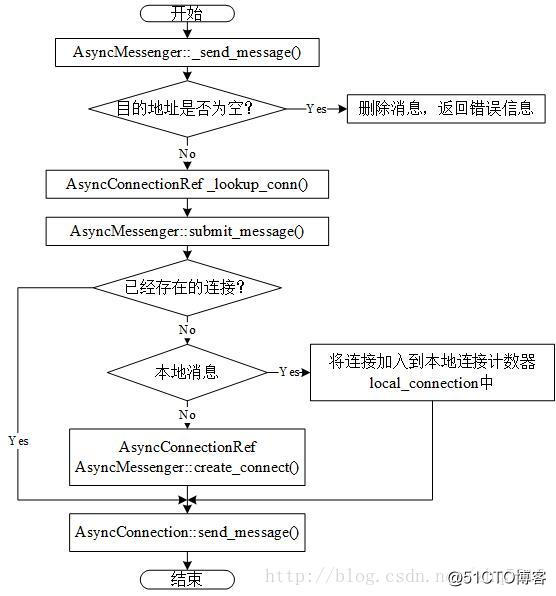 开始
AsyncMessenger::_send_message()
目的地址是否为空?
Yes
删除消息，返回错误信息
No
AsyncConnectionRef _lookup_conn()
AsyncMessenger::submit_message()
已经存在的连接?
No
本地消息
Yes
将连接加入到本地连接计数器
local_connection中
No
Yes
AsyncConnectionRef
AsyncMessenger::create_connect()
AsyncConnection::send_message()
结束
http://blog.csdn.ne
@51CTO博客